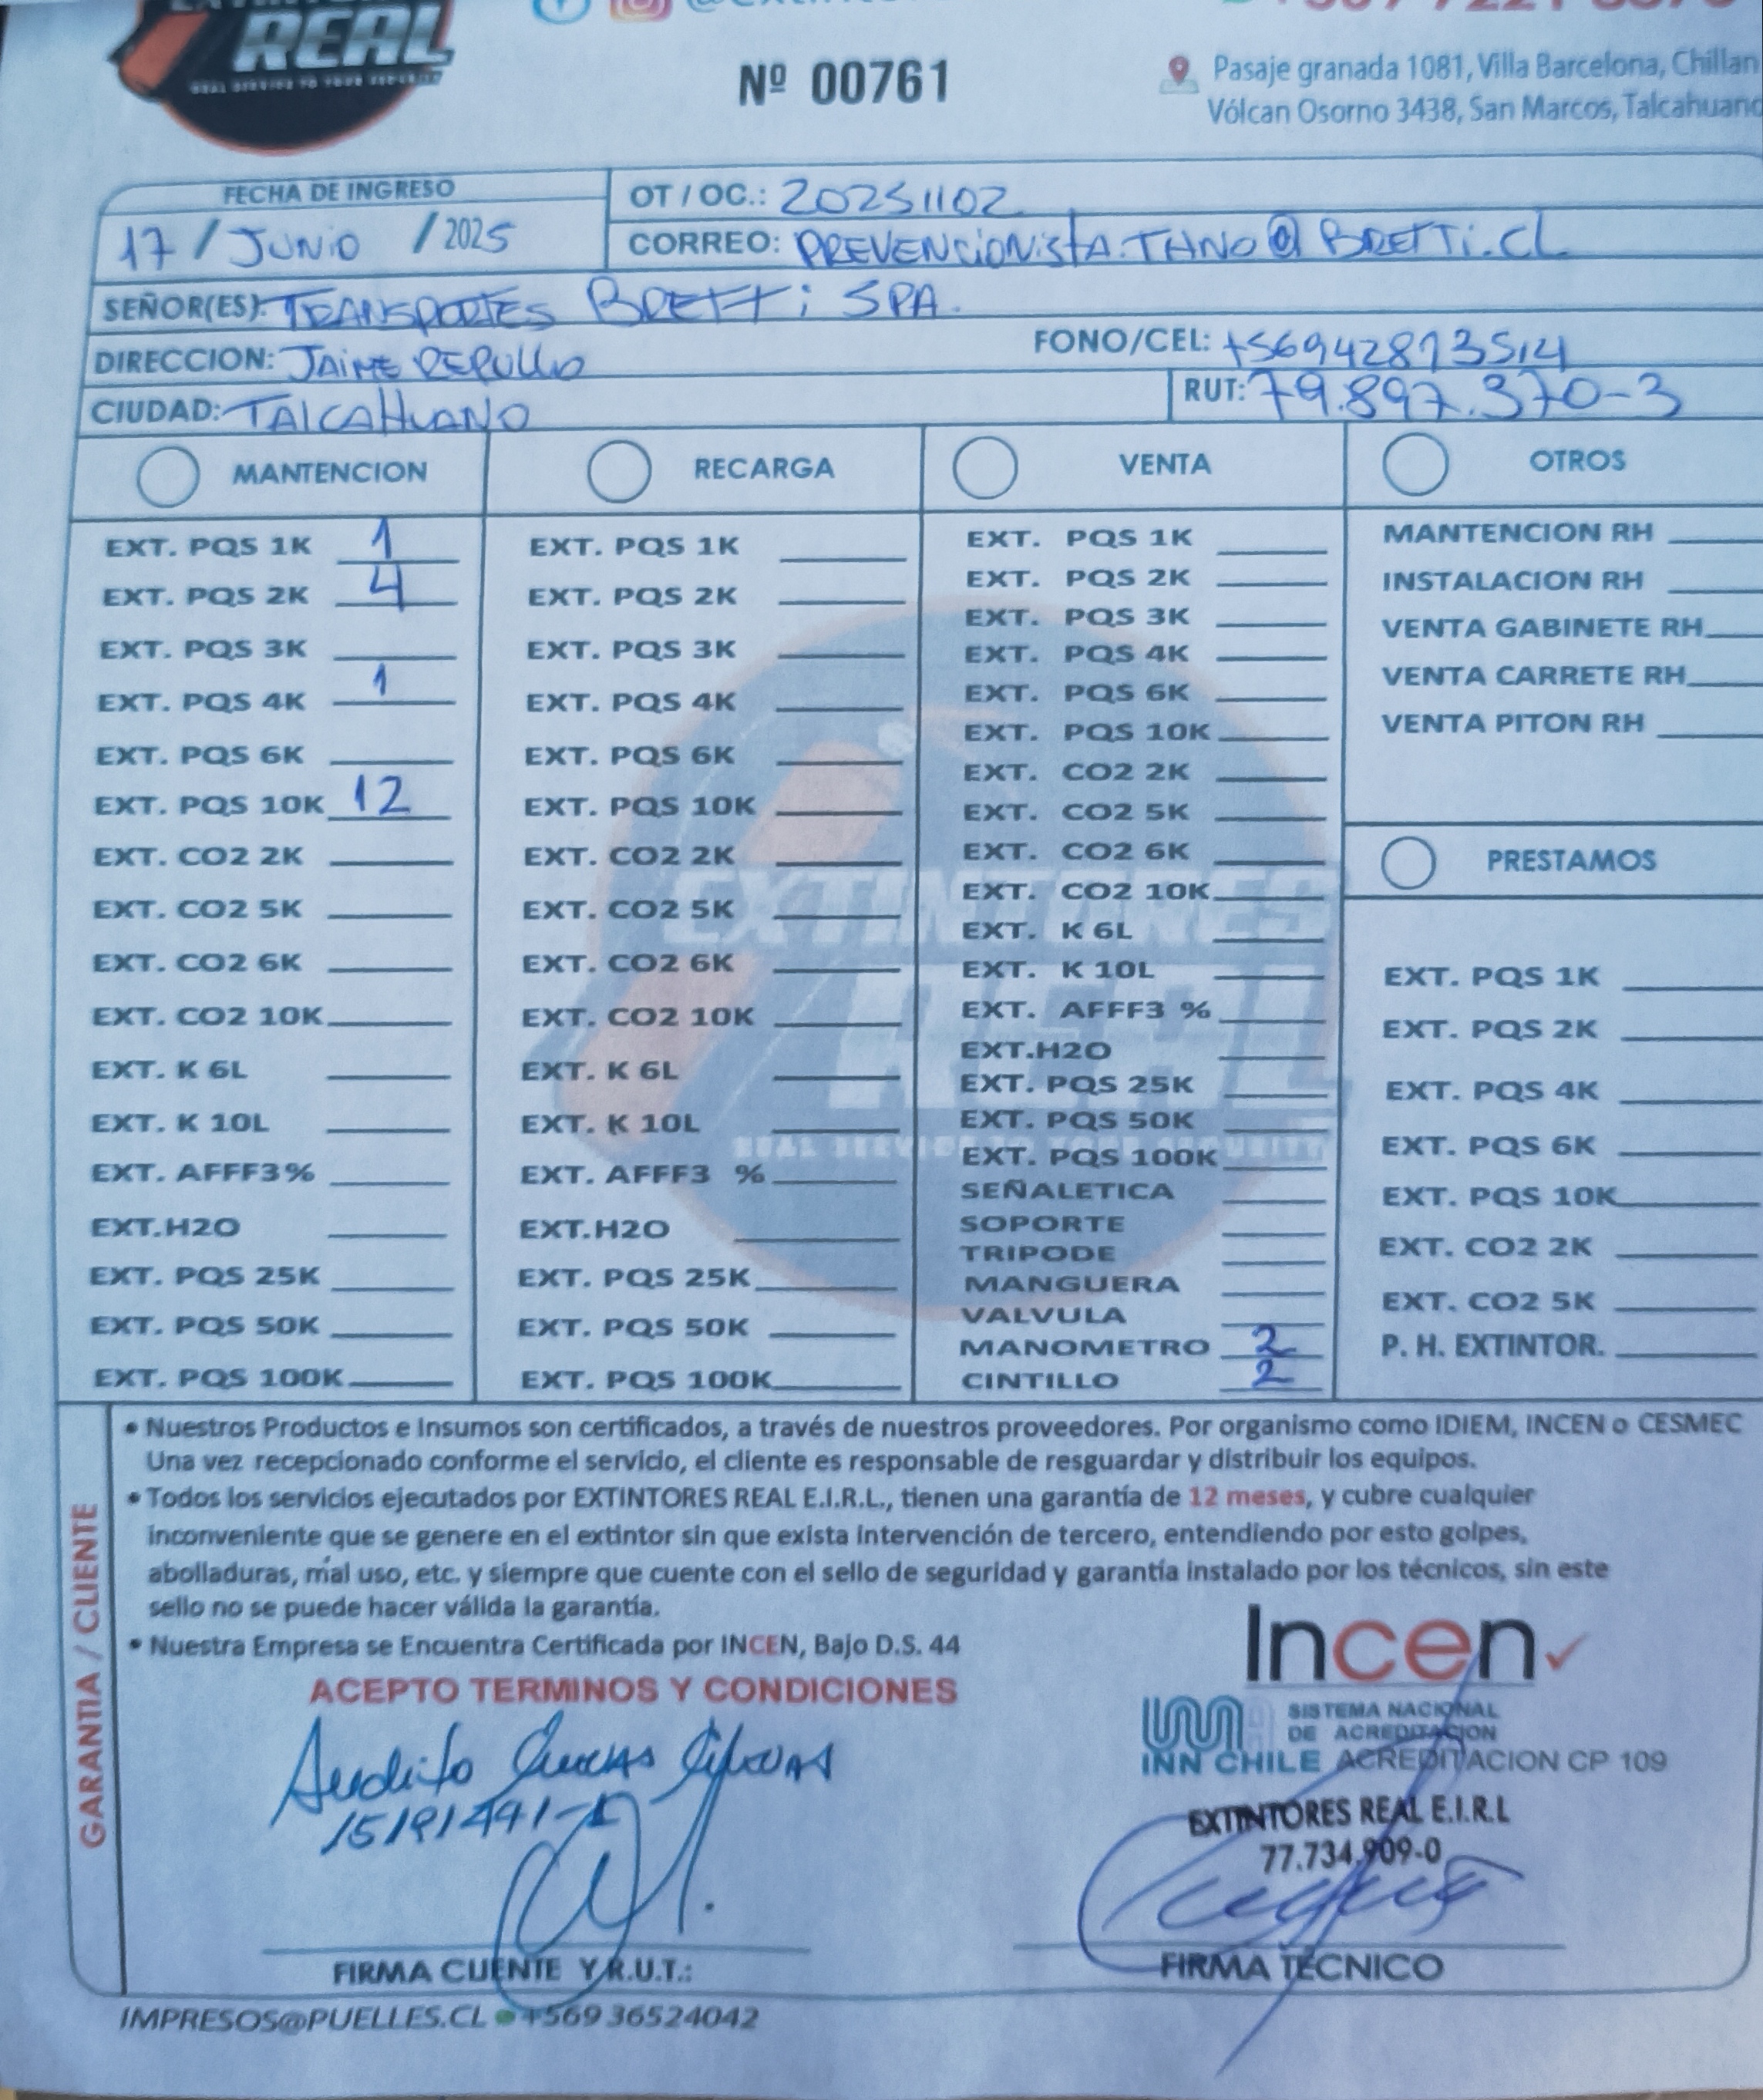 REAL
REAL SERVICE TO YOUR SECURITY
Nº 00761
Pasaje granada 1081, Villa Barcelona, Chillan
Vólcan Osorno 3438, San Marcos, Talcahuano
FECHA DE INGRESO
17 / JUNIO / 2025
OT / OC.: 20251102
CORREO: PREVENCIONISTA.THNO@BRETTI.CL
SEÑOR(ES): TRANSPORTES BRETTI SPA.
DIRECCION: JAIME REPULLO
FONO/CEL: +56942873514
CIUDAD: TALCAHUANO
RUT: 79.897.370-3
MANTENCION
EXT. PQS 1K 1
EXT. PQS 2K 4
EXT. PQS 3K
EXT. PQS 4K 1
EXT. PQS 6K
EXT. PQS 10K 12
EXT. CO2 2K
EXT. CO2 5K
EXT. CO2 6K
EXT. CO2 10K
EXT. K 6L
EXT. K 10L
EXT. AFFF3%
EXT.H2O
EXT. PQS 25K
EXT. PQS 50K
EXT. PQS 100K
RECARGA
EXT. PQS 1K
EXT. PQS 2K
EXT. PQS 3K
EXT. PQS 4K
EXT. PQS 6K
EXT. PQS 10K
EXT. CO2 2K
EXT. CO2 5K
EXT. CO2 6K
EXT. CO2 10K
EXT. K 6L
EXT. K 10L
EXT. AFFF3 %
EXT.H2O
EXT. PQS 25K
EXT. PQS 50K
EXT. PQS 100K
VENTA
EXT. PQS 1K
EXT. PQS 2K
EXT. PQS 3K
EXT. PQS 4K
EXT. PQS 6K
EXT. PQS 10K
EXT. CO2 2K
EXT. CO2 5K
EXT. CO2 6K
EXT. CO2 10K
EXT. K 6L
EXT. K 10L
EXT. AFFF3 %
EXT.H2O
EXT. PQS 25K
EXT. PQS 50K
EXT. PQS 100K
SEÑALETICA
SOPORTE
TRIPODE
MANGUERA
VALVULA
MANOMETRO 2
CINTILLO 2
OTROS
MANTENCION RH
INSTALACION RH
VENTA GABINETE RH
VENTA CARRETE RH
VENTA PITON RH
PRESTAMOS
EXT. PQS 1K
EXT. PQS 2K
EXT. PQS 4K
EXT. PQS 6K
EXT. PQS 10K
EXT. CO2 2K
EXT. CO2 5K
P. H. EXTINTOR.
EXTINTORES
REAL
REAL SERVICE TO YOUR SECURITY
GARANTIA / CLIENTE
• Nuestros Productos e Insumos son certificados, a través de nuestros proveedores. Por organismo como IDIEM, INCEN o CESMEC
Una vez recepcionado conforme el servicio, el cliente es responsable de resguardar y distribuir los equipos.
• Todos los servicios ejecutados por EXTINTORES REAL E.I.R.L., tienen una garantía de 12 meses, y cubre cualquier
inconveniente que se genere en el extintor sin que exista intervención de tercero, entendiendo por esto golpes,
abolladuras, mal uso, etc. y siempre que cuente con el sello de seguridad y garantía instalado por los técnicos, sin este
sello no se puede hacer válida la garantía.
• Nuestra Empresa se Encuentra Certificada por INCEN, Bajo D.S. 44
ACEPTO TERMINOS Y CONDICIONES
Incen
SISTEMA NACIONAL
DE ACREDITACION
INN CHILE ACREDITACION CP 109
EXTINTORES REAL E.I.R.L
77.734.909-0
FIRMA CLIENTE Y R.U.T.:
FIRMA TÉCNICO
IMPRESOS@PUELLES.CL +569 36524042